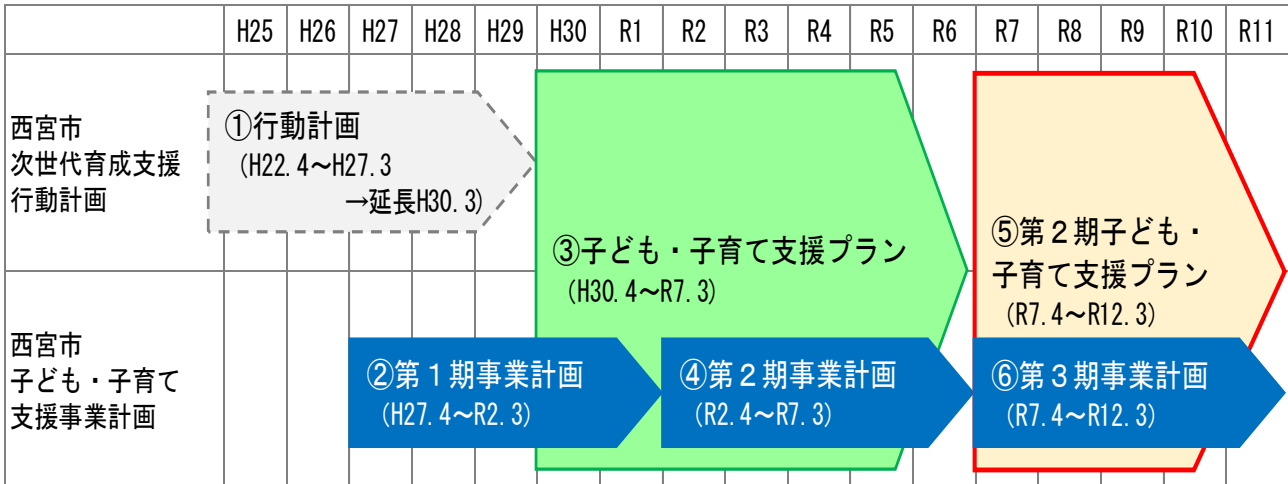 H25 H26 H27 H28 H29 H30 R1 R2 R3 R4 R5 R6 R7 R8 R9 R10 R11
西宮市
次世代育成支援
行動計画
①行動計画
(H22.4～H27.3
→延長H30.3)
③子ども・子育て支援プラン
(H30.4～R7.3)
⑤第２期子ども・
子育て支援プラン
(R7.4～R12.3)
西宮市
子ども・子育て
支援事業計画
②第１期事業計画
(H27.4～R2.3)
④第２期事業計画
(R2.4～R7.3)
⑥第３期事業計画
(R7.4～R12.3)